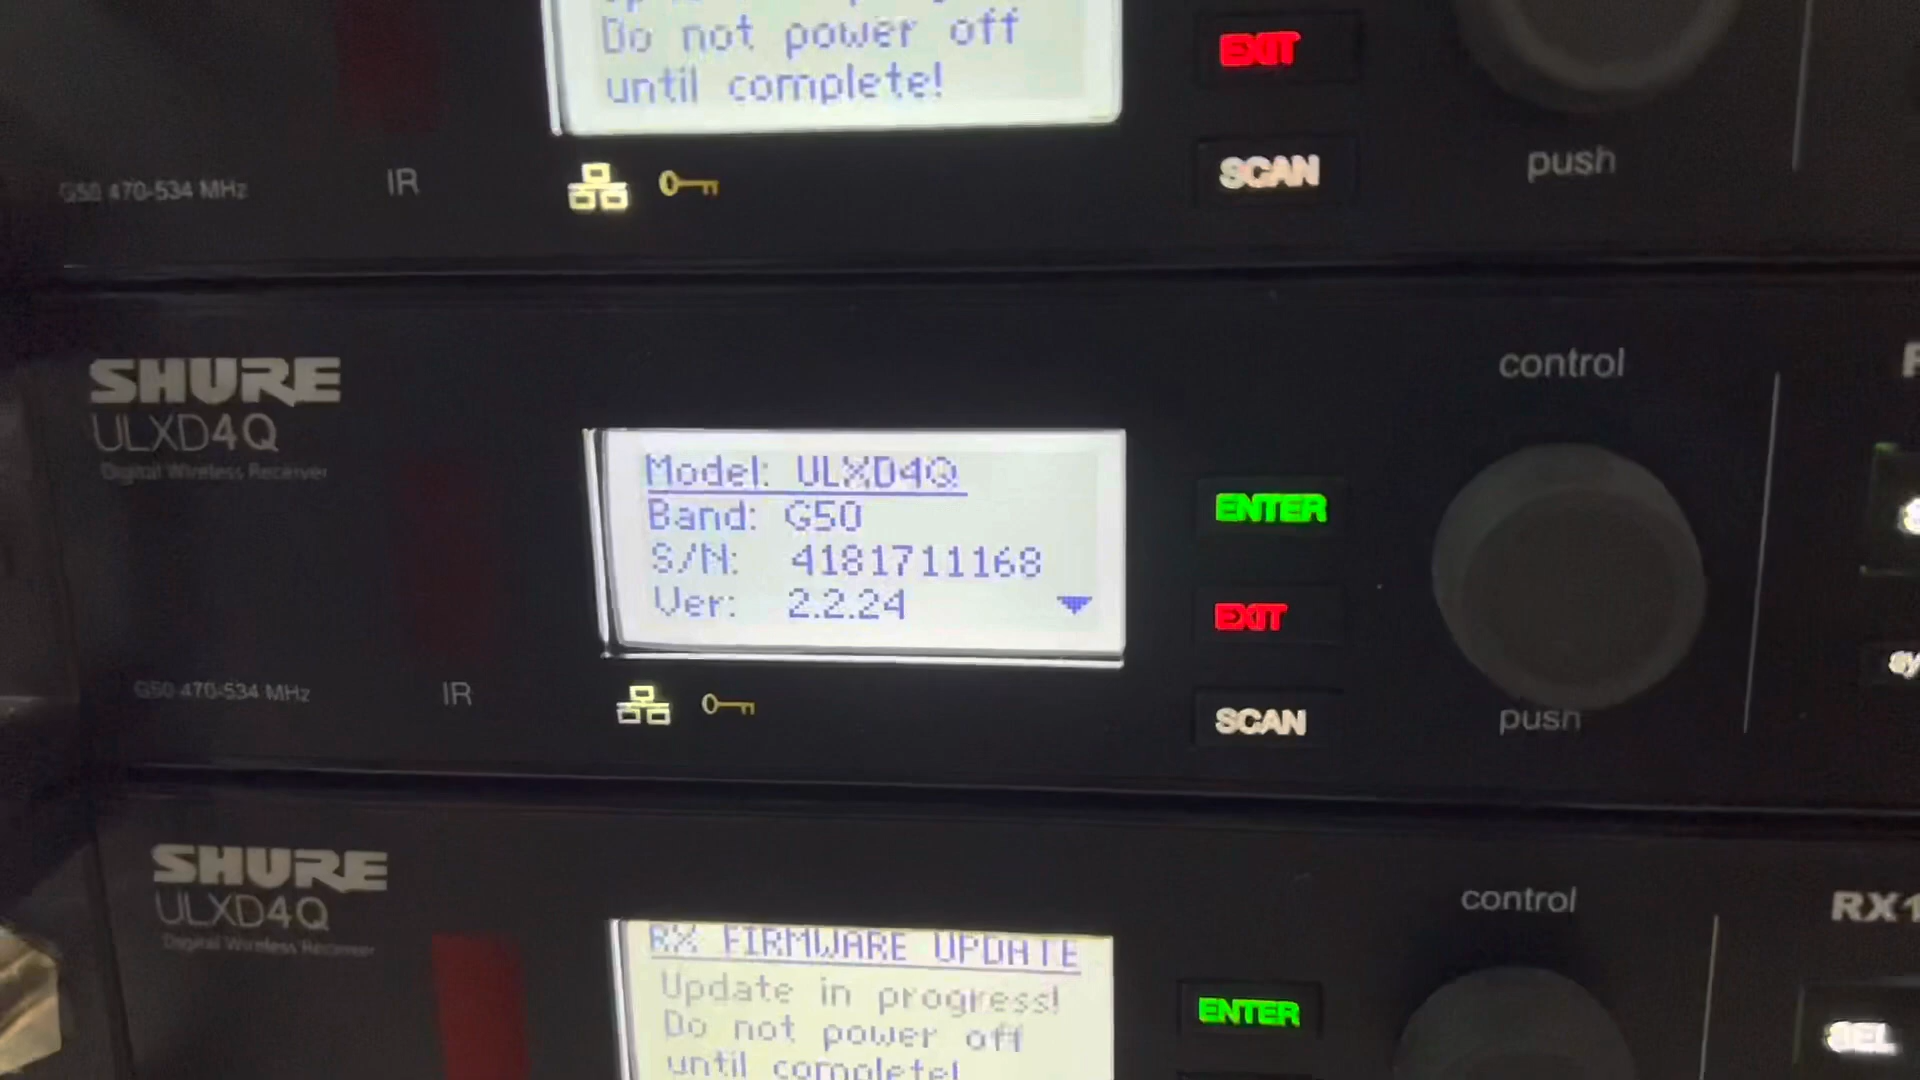 Do not power off
until complete!
EXIT
SCAN
push
G50 470-534 MHz
IR
SHURE
ULXD4Q
Digital Wireless Receiver
control
Model: ULXD4Q
Band: G50
S/N: 4181711168
Ver: 2.2.24
ENTER
EXIT
SCAN
push
G50 470-534 MHz
IR
SHURE
ULXD4Q
Digital Wireless Receiver
control
RX1
RX FIRMWARE UPDATE
Update in progress!
Do not power off
until complete!
ENTER
SEL